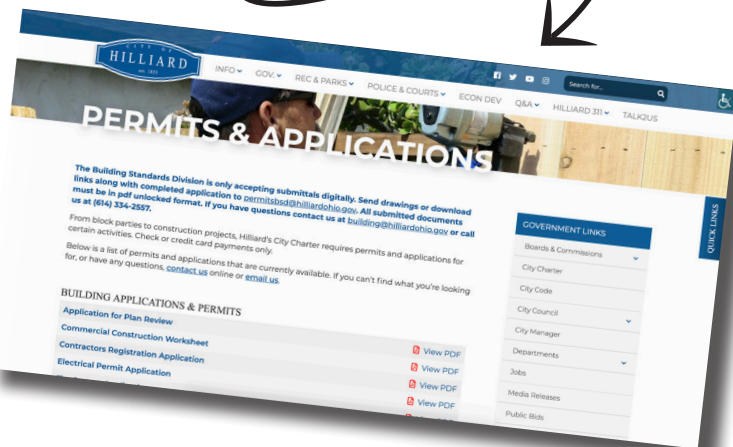 CITY OF
HILLIARD
est. 1853
Search for...
INFO
GOV.
REC & PARKS
POLICE & COURTS
ECON DEV
Q&A
HILLIARD 311
TALK2US
PERMITS & APPLICATIONS
QUICK LINKS
The Building Standards Division is only accepting submittals digitally. Send drawings or download
links along with completed application to permitsbsd@hilliardohio.gov. All submitted documents
must be in pdf unlocked format. If you have questions contact us at building@hilliardohio.gov or call
us at (614) 334-2557.
From block parties to construction projects, Hilliard's City Charter requires permits and applications for
certain activities. Check or credit card payments only.
Below is a list of permits and applications that are currently available. If you can't find what you're looking
for, or have any questions, contact us online or email us.
BUILDING APPLICATIONS & PERMITS
Application for Plan Review
View PDF
Commercial Construction Worksheet
View PDF
Contractors Registration Application
View PDF
Electrical Permit Application
View PDF
GOVERNMENT LINKS
Boards & Commissions
City Charter
City Code
City Council
City Manager
Departments
Jobs
Media Releases
Public Bids